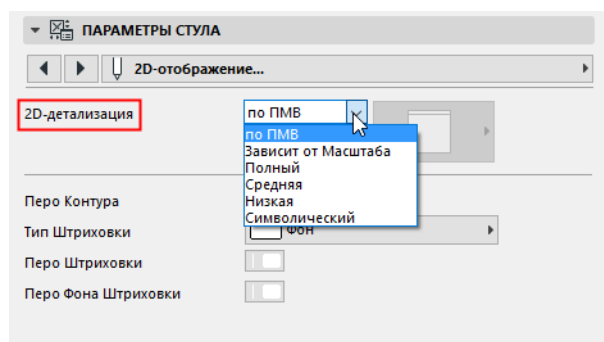 ПАРАМЕТРЫ СТУЛА
2D-отображение...
2D-детализация
по ПМВ
по ПМВ
Зависит от Масштаба
Полный
Средняя
Низкая
Символический
Перо Контура
Тип Штриховки
Фон
Перо Штриховки
Перо Фона Штриховки